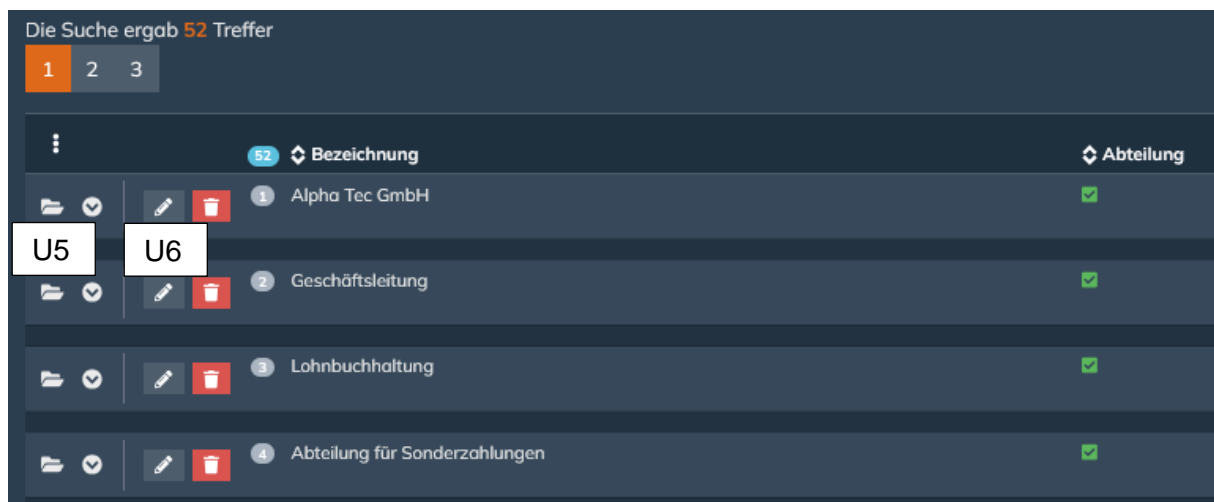 Die Suche ergab 52 Treffer
1 2 3
52 Bezeichnung Abteilung
1 Alpha Tec GmbH
U5 U6
2 Geschäftsleitung
3 Lohnbuchhaltung
4 Abteilung für Sonderzahlungen